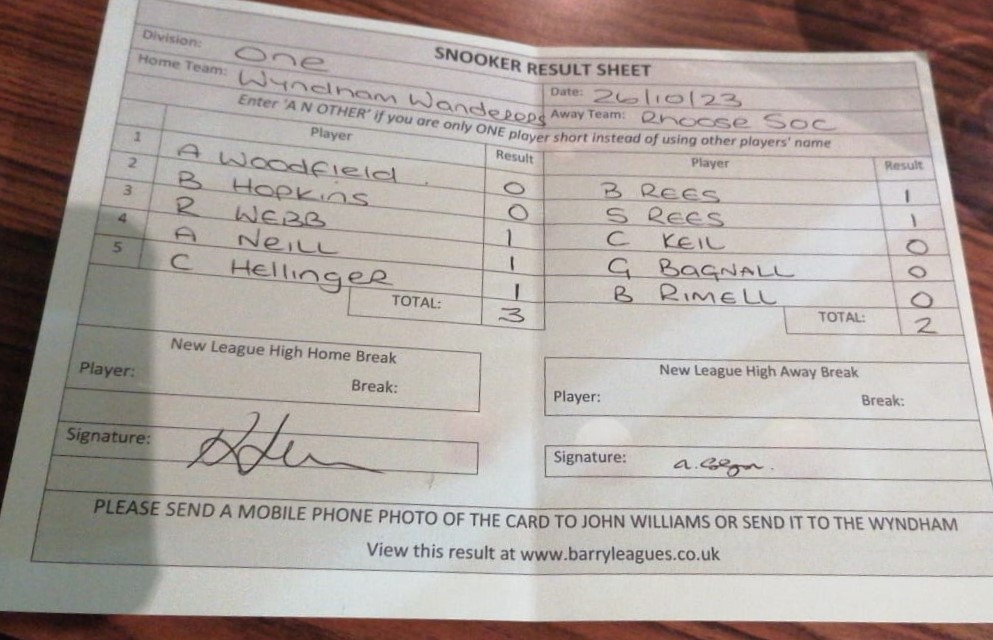 SNOOKER RESULT SHEET
Division: One
Home Team: Wyndham Wanderers
Date: 26/10/23
Away Team: Rhoose Soc
Enter 'A N OTHER' if you are only ONE player short instead of using other players' name
Player Result Player Result
1 A Woodfield 0 B REES 1
2 B Hopkins 0 S REES 1
3 R WEBB 1 C KEIL 0
4 A NEILL 1 G BAGNALL 0
5 C Hellinger 1 B RIMELL 0
TOTAL: 3 TOTAL: 2
New League High Home Break
Player: Break:
New League High Away Break
Player: Break:
Signature:
Signature:
PLEASE SEND A MOBILE PHONE PHOTO OF THE CARD TO JOHN WILLIAMS OR SEND IT TO THE WYNDHAM
View this result at www.barryleagues.co.uk